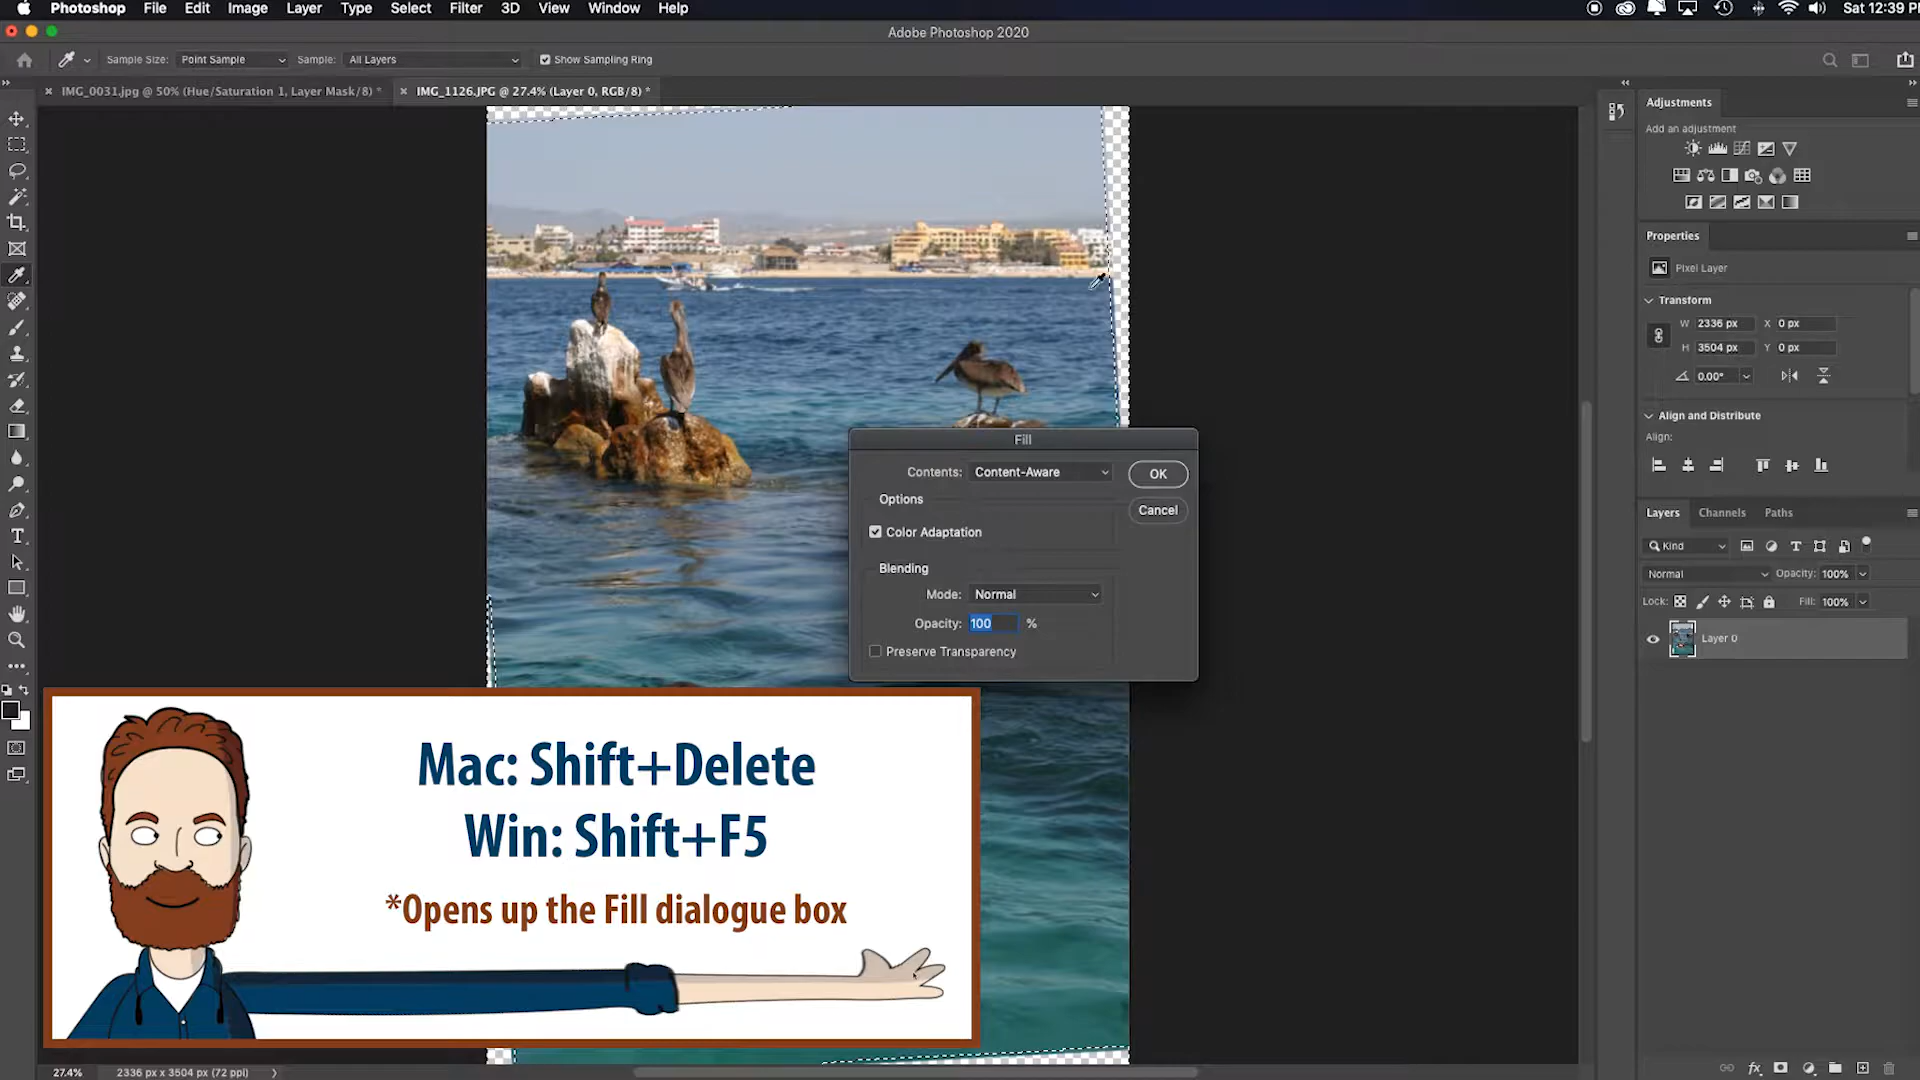 Photoshop File Edit Image Layer Type Select Filter 3D View Window Help Sat 12:39 P
Adobe Photoshop 2020
Sample Size: Point Sample Sample: All Layers Show Sampling Ring
IMG_0031.jpg @ 50% (Hue/Saturation 1, Layer Mask/8) * IMG_1126.JPG @ 27.4% (Layer 0, RGB/8) *
Adjustments
Add an adjustment
Properties
Pixel Layer
Transform
W 2336 px X 0 px
H 3504 px Y 0 px
0.00°
Align and Distribute
Align:
Layers Channels Paths
Kind
Normal Opacity: 100%
Lock: Fill: 100%
Layer 0
Fill
Contents: Content-Aware OK
Options
Cancel
Color Adaptation
Blending
Mode: Normal
Opacity: 100 %
Preserve Transparency
Mac: Shift+Delete
Win: Shift+F5
*Opens up the Fill dialogue box
27.4% 2336 px x 3504 px (72 ppi)